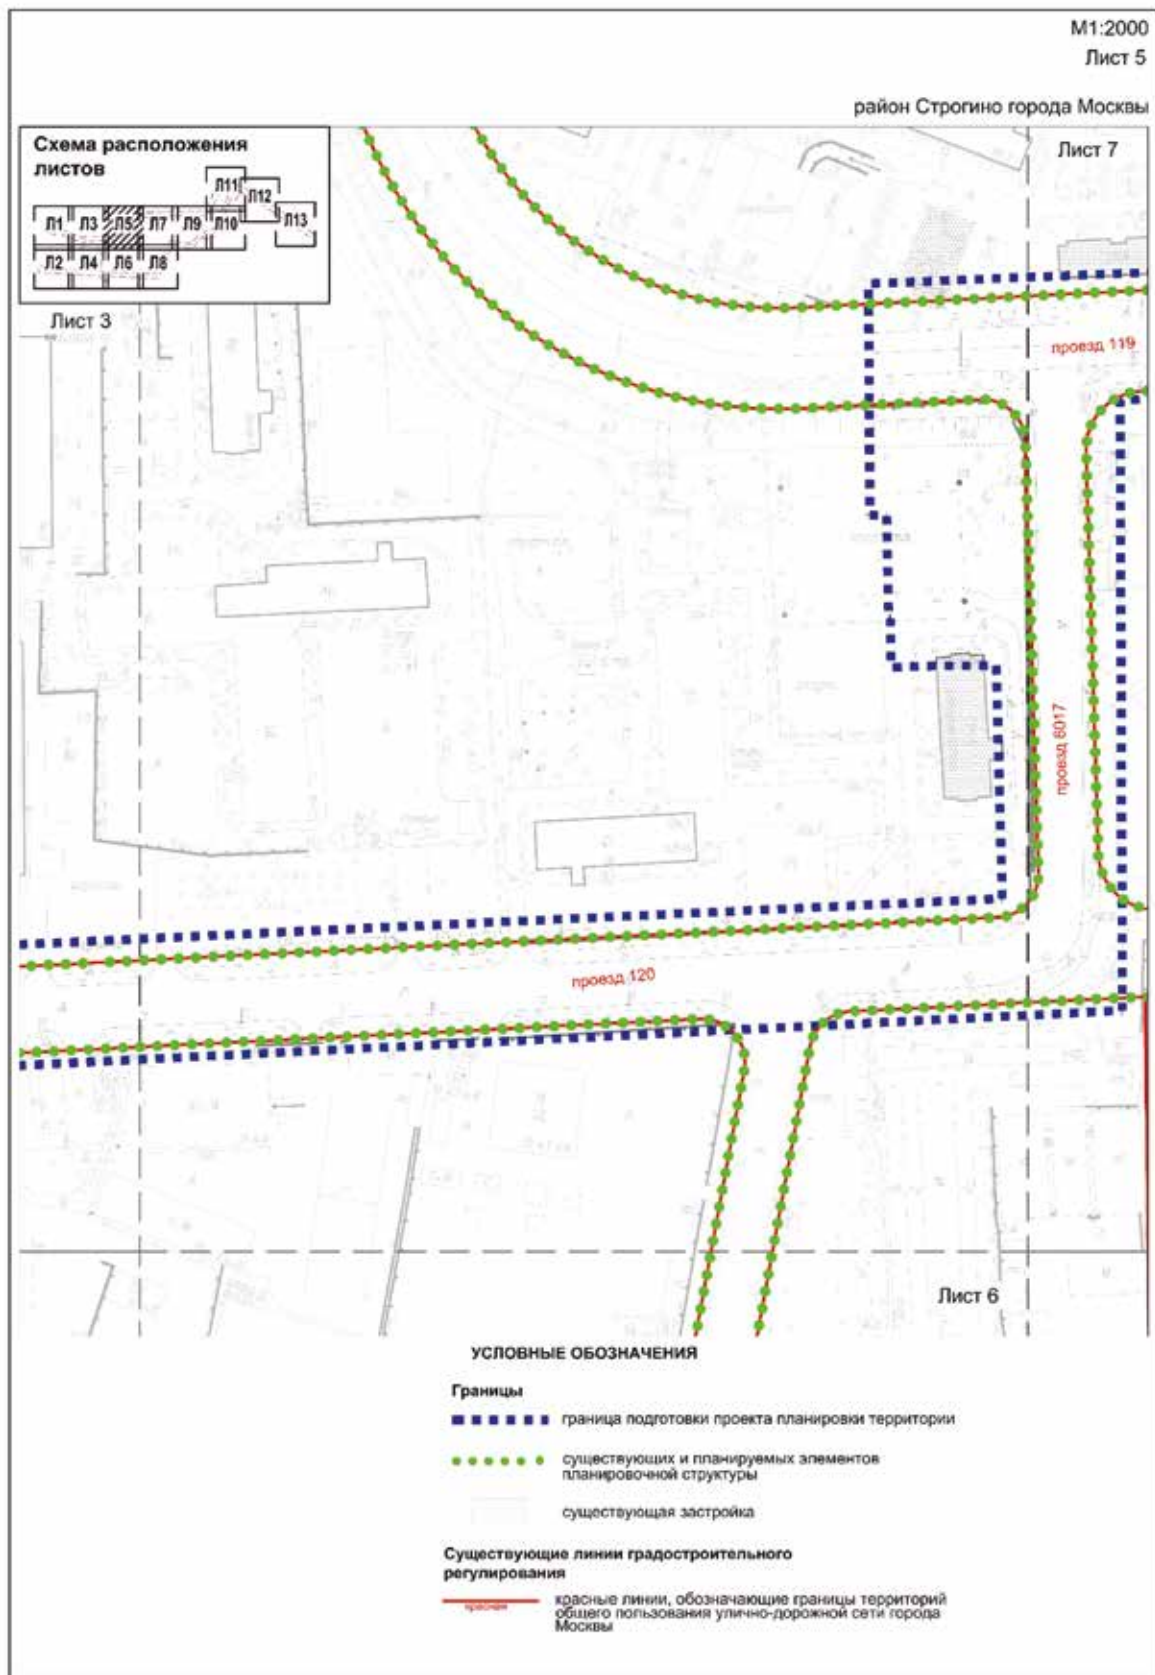 М1:2000
Лист 5
район Строгино города Москвы
Схема расположения
листов
Л11
Л12
Л1 Л3 Л5 Л7 Л9 Л10 Л13
Л2 Л4 Л6 Л8
Лист 7
Лист 3
проезд 119
проезд 6017
проезд 120
Лист 6
УСЛОВНЫЕ ОБОЗНАЧЕНИЯ
Границы
граница подготовки проекта планировки территории
существующих и планируемых элементов
планировочной структуры
существующая застройка
Существующие линии градостроительного
регулирования
красная
красные линии, обозначающие границы территорий
общего пользования улично-дорожной сети города
Москвы